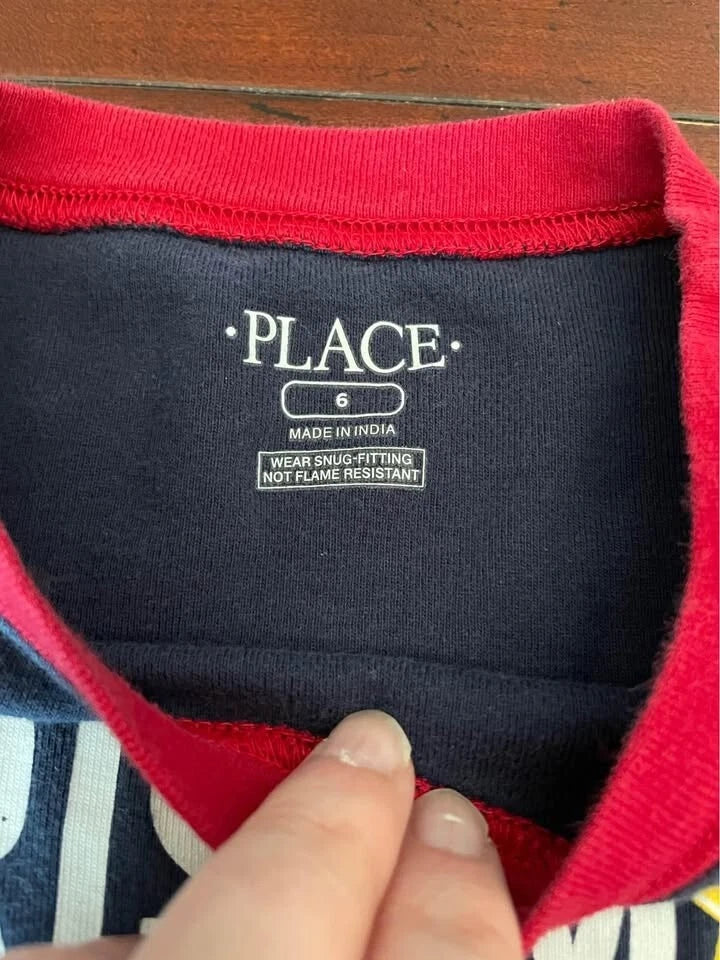 ·PLACE·
6
MADE IN INDIA
WEAR SNUG-FITTING
NOT FLAME RESISTANT